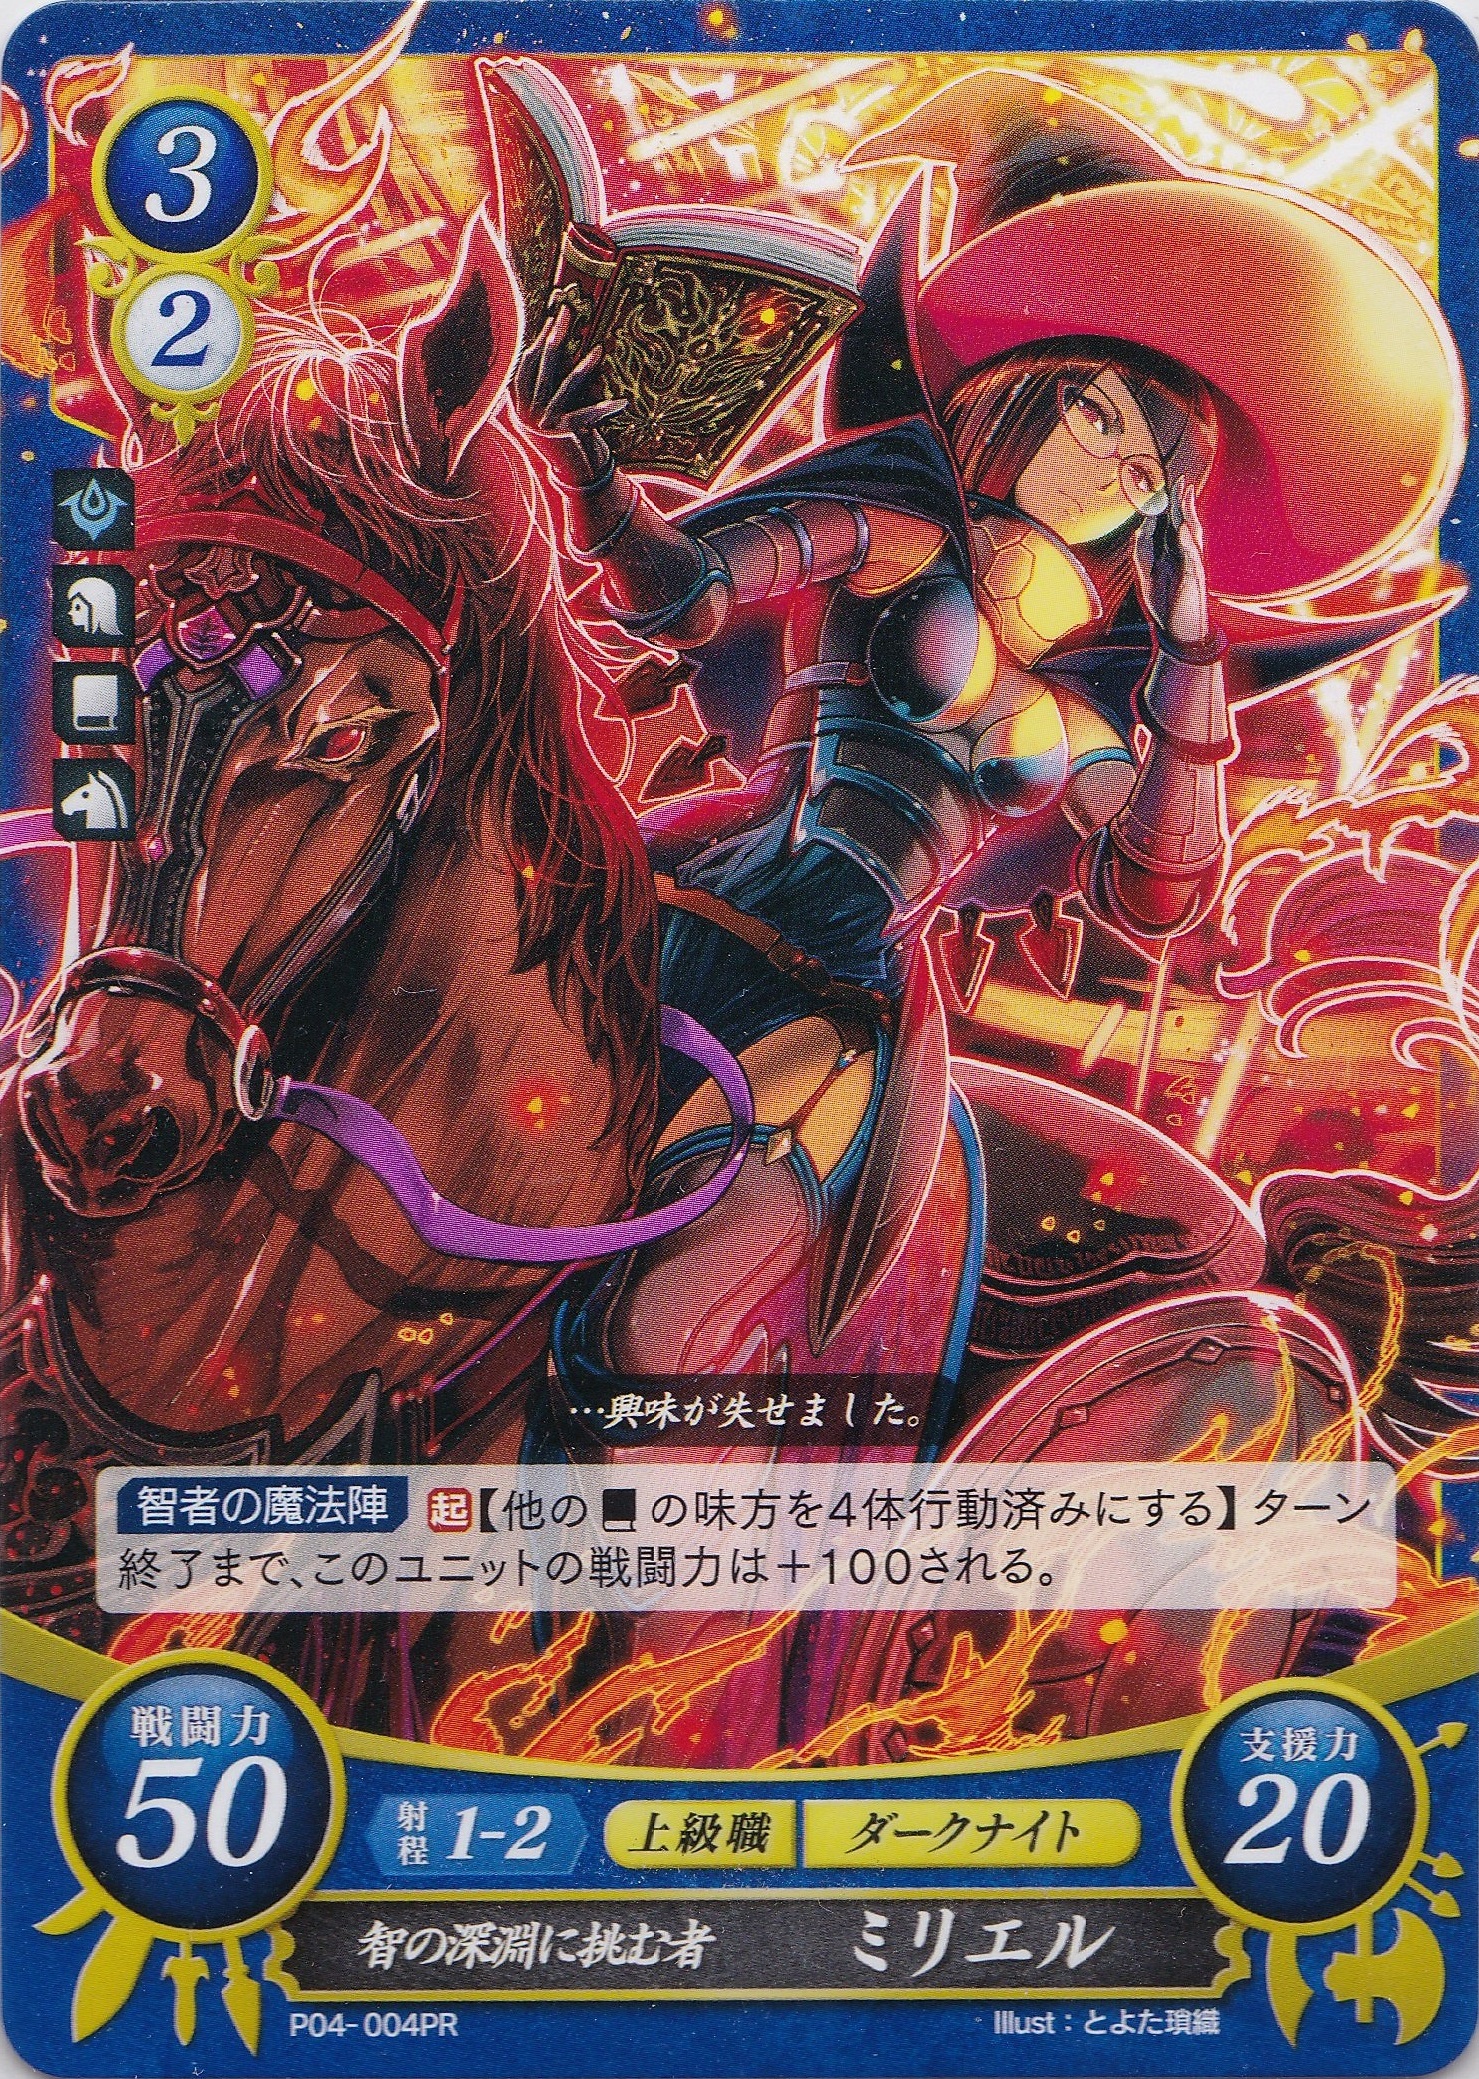 3
2
…興味が失せました。
智者の魔法陣 起【他の の味方を4体行動済みにする】ターン
終了まで、このユニットの戦闘力は+100される。
戦闘力
50
射程 1-2
上級職 ダークナイト
支援力
20
智の深淵に挑む者 ミリエル
P04-004PR
Illust：とよた瑣織